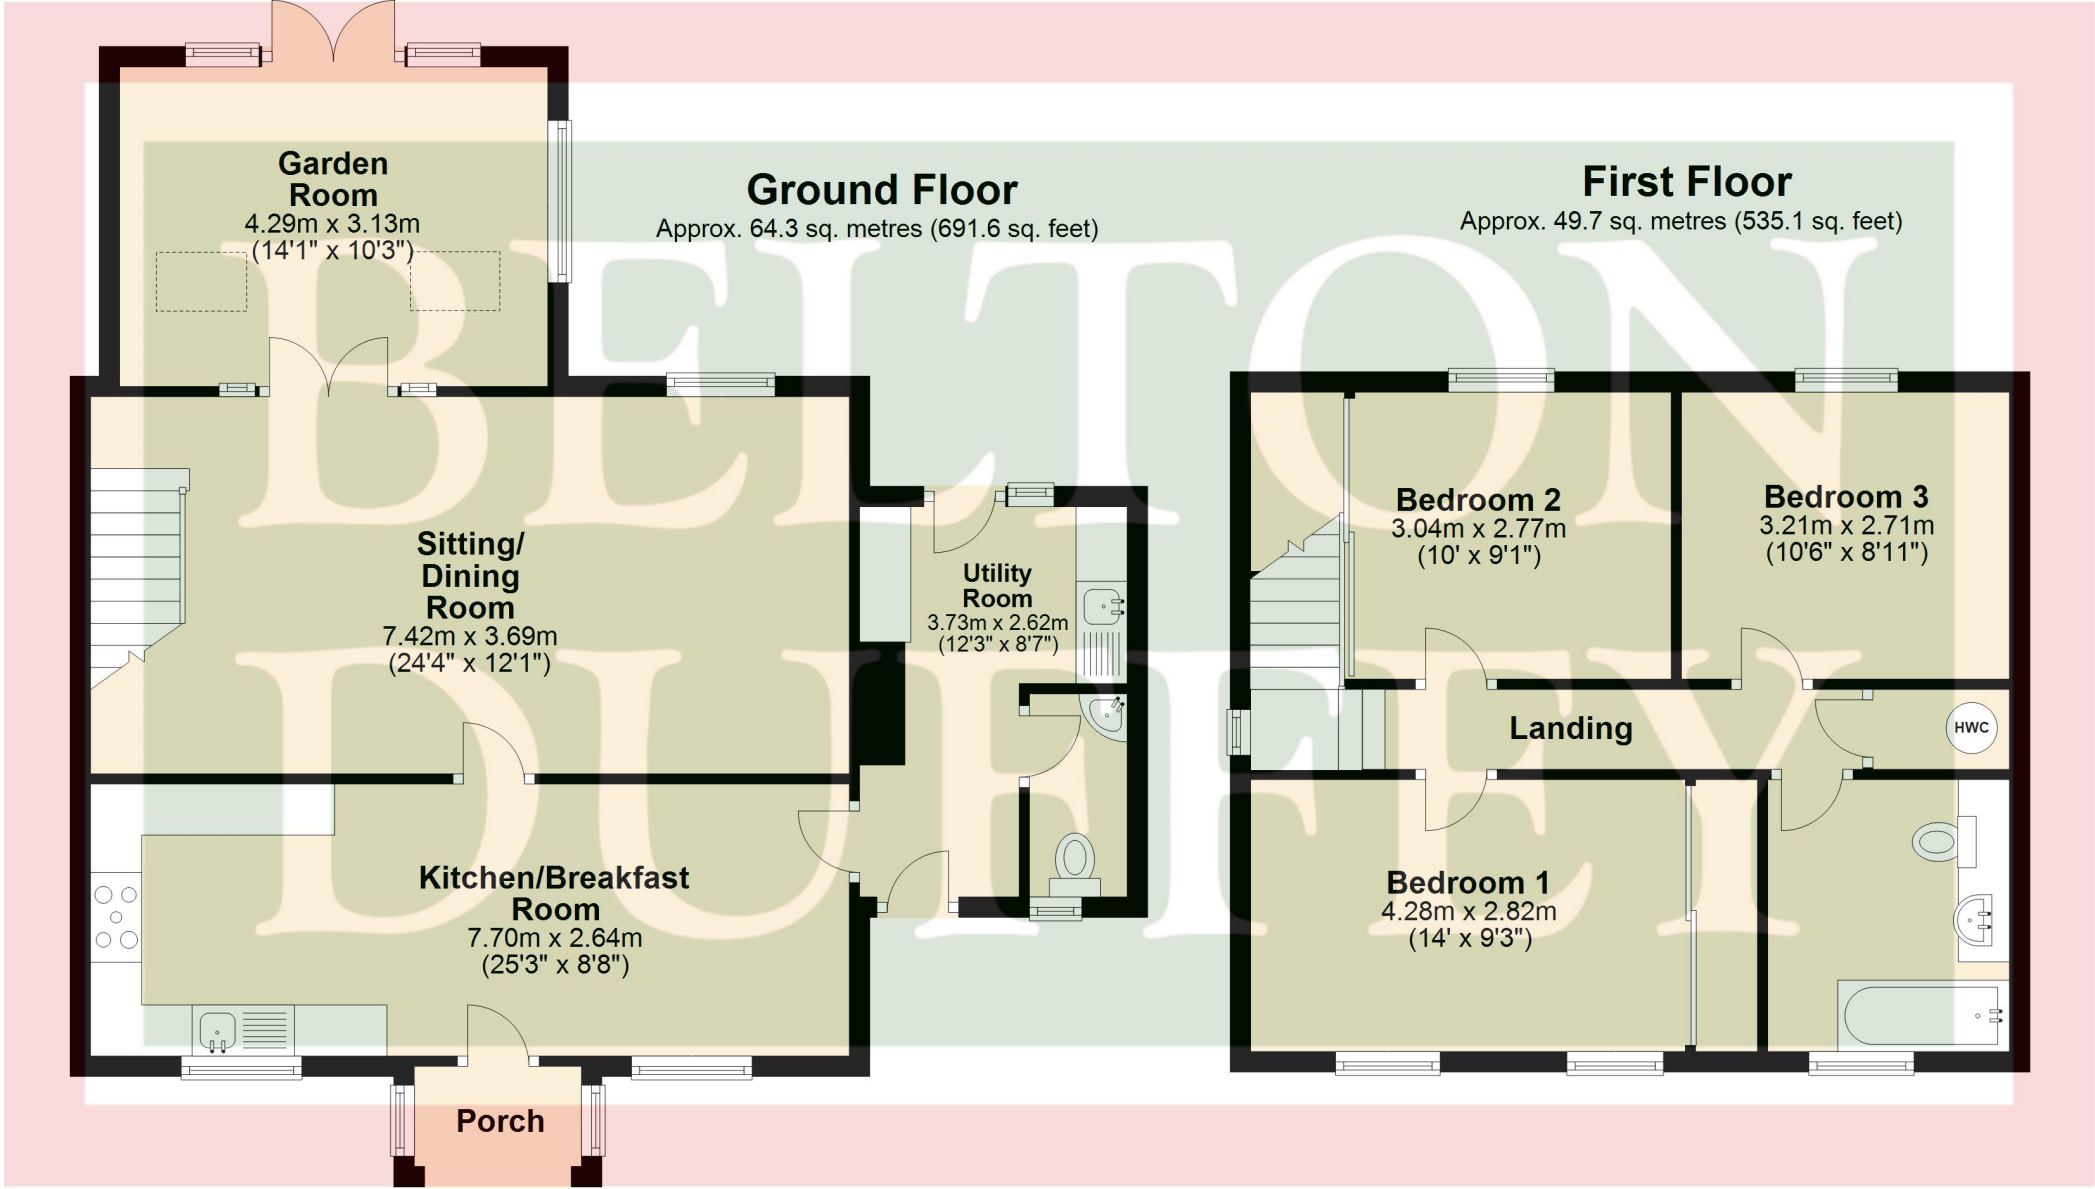 Garden
Room
4.29m x 3.13m
(14'1" x 10'3")
Ground Floor
Approx. 64.3 sq. metres (691.6 sq. feet)
First Floor
Approx. 49.7 sq. metres (535.1 sq. feet)
BELTON
DUFFEY
Sitting/
Dining
Room
7.42m x 3.69m
(24'4" x 12'1")
Utility
Room
3.73m x 2.62m
(12'3" x 8'7")
Kitchen/Breakfast
Room
7.70m x 2.64m
(25'3" x 8'8")
Porch
Bedroom 2
3.04m x 2.77m
(10' x 9'1")
Bedroom 3
3.21m x 2.71m
(10'6" x 8'11")
Landing
HWC
Bedroom 1
4.28m x 2.82m
(14' x 9'3")